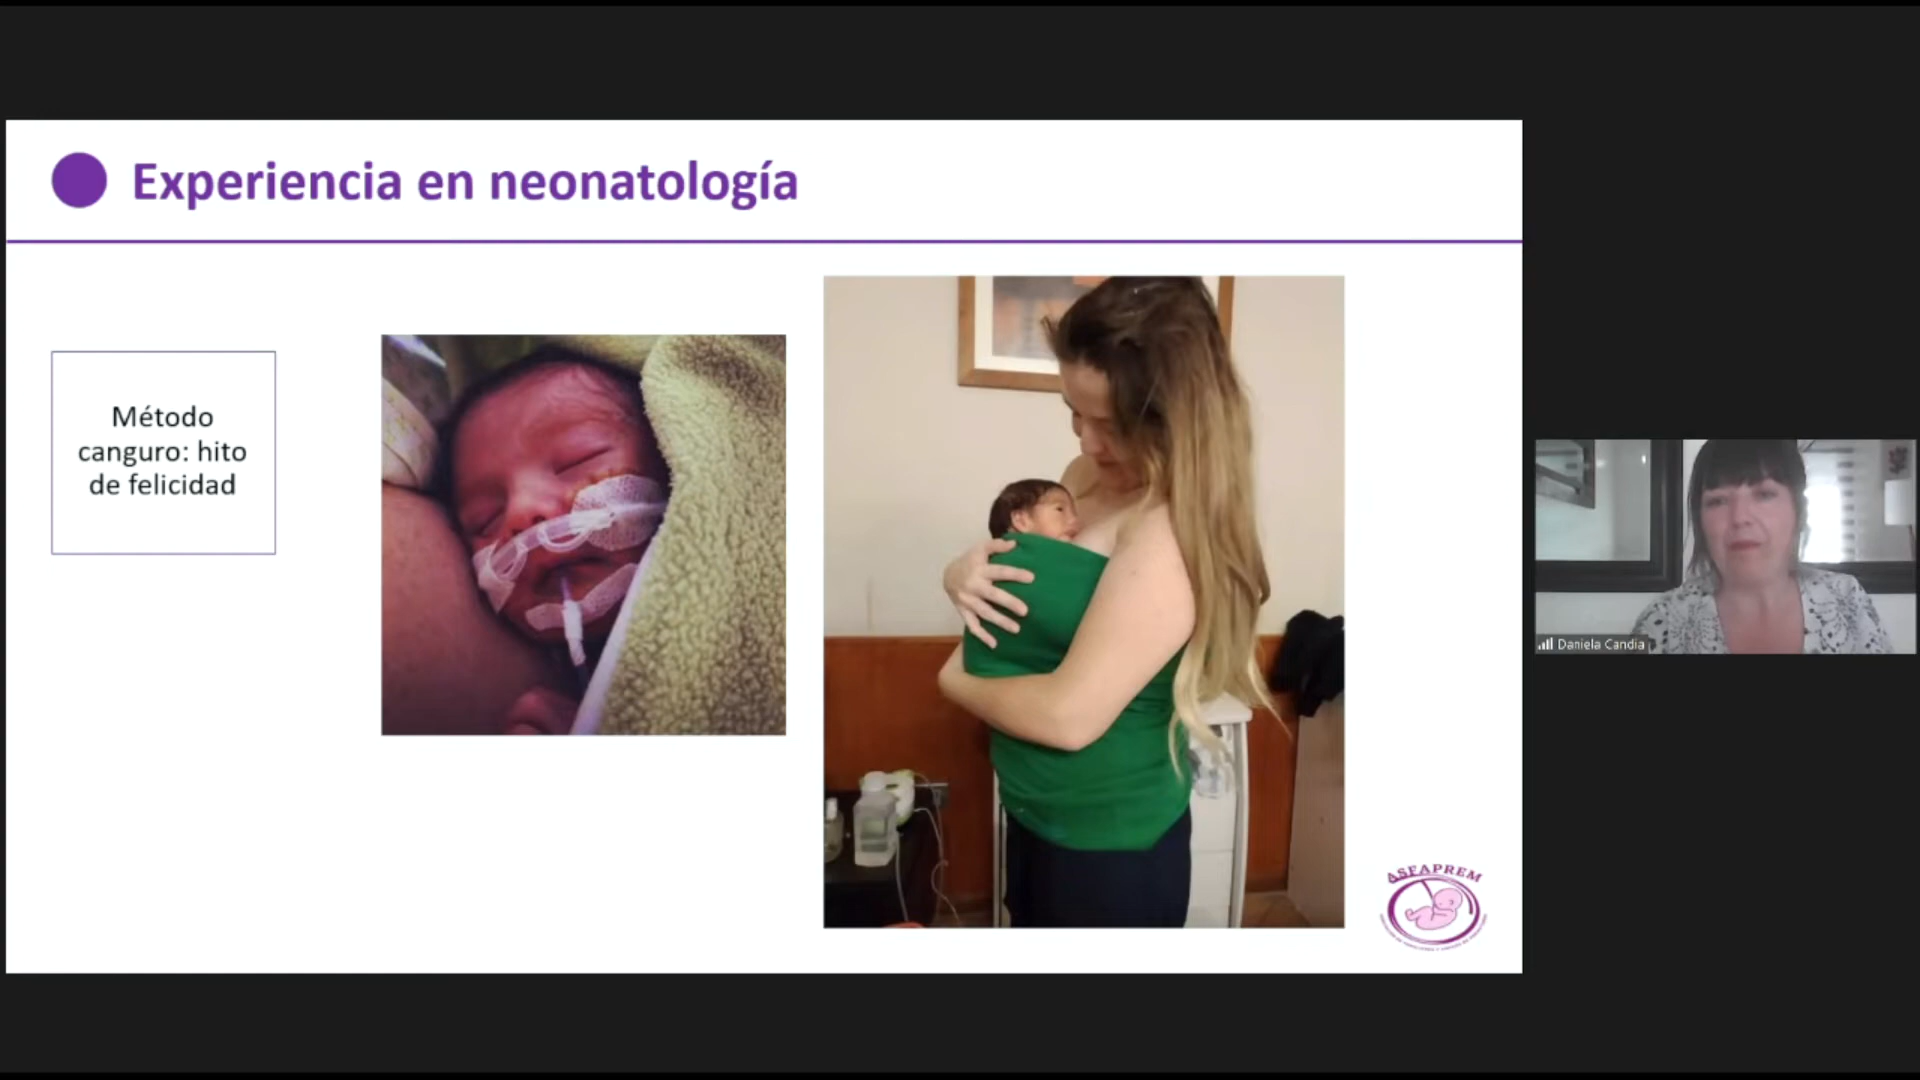 Experiencia en neonatología
Método
canguro: hito
de felicidad
ASFAPREM
Daniela Candia